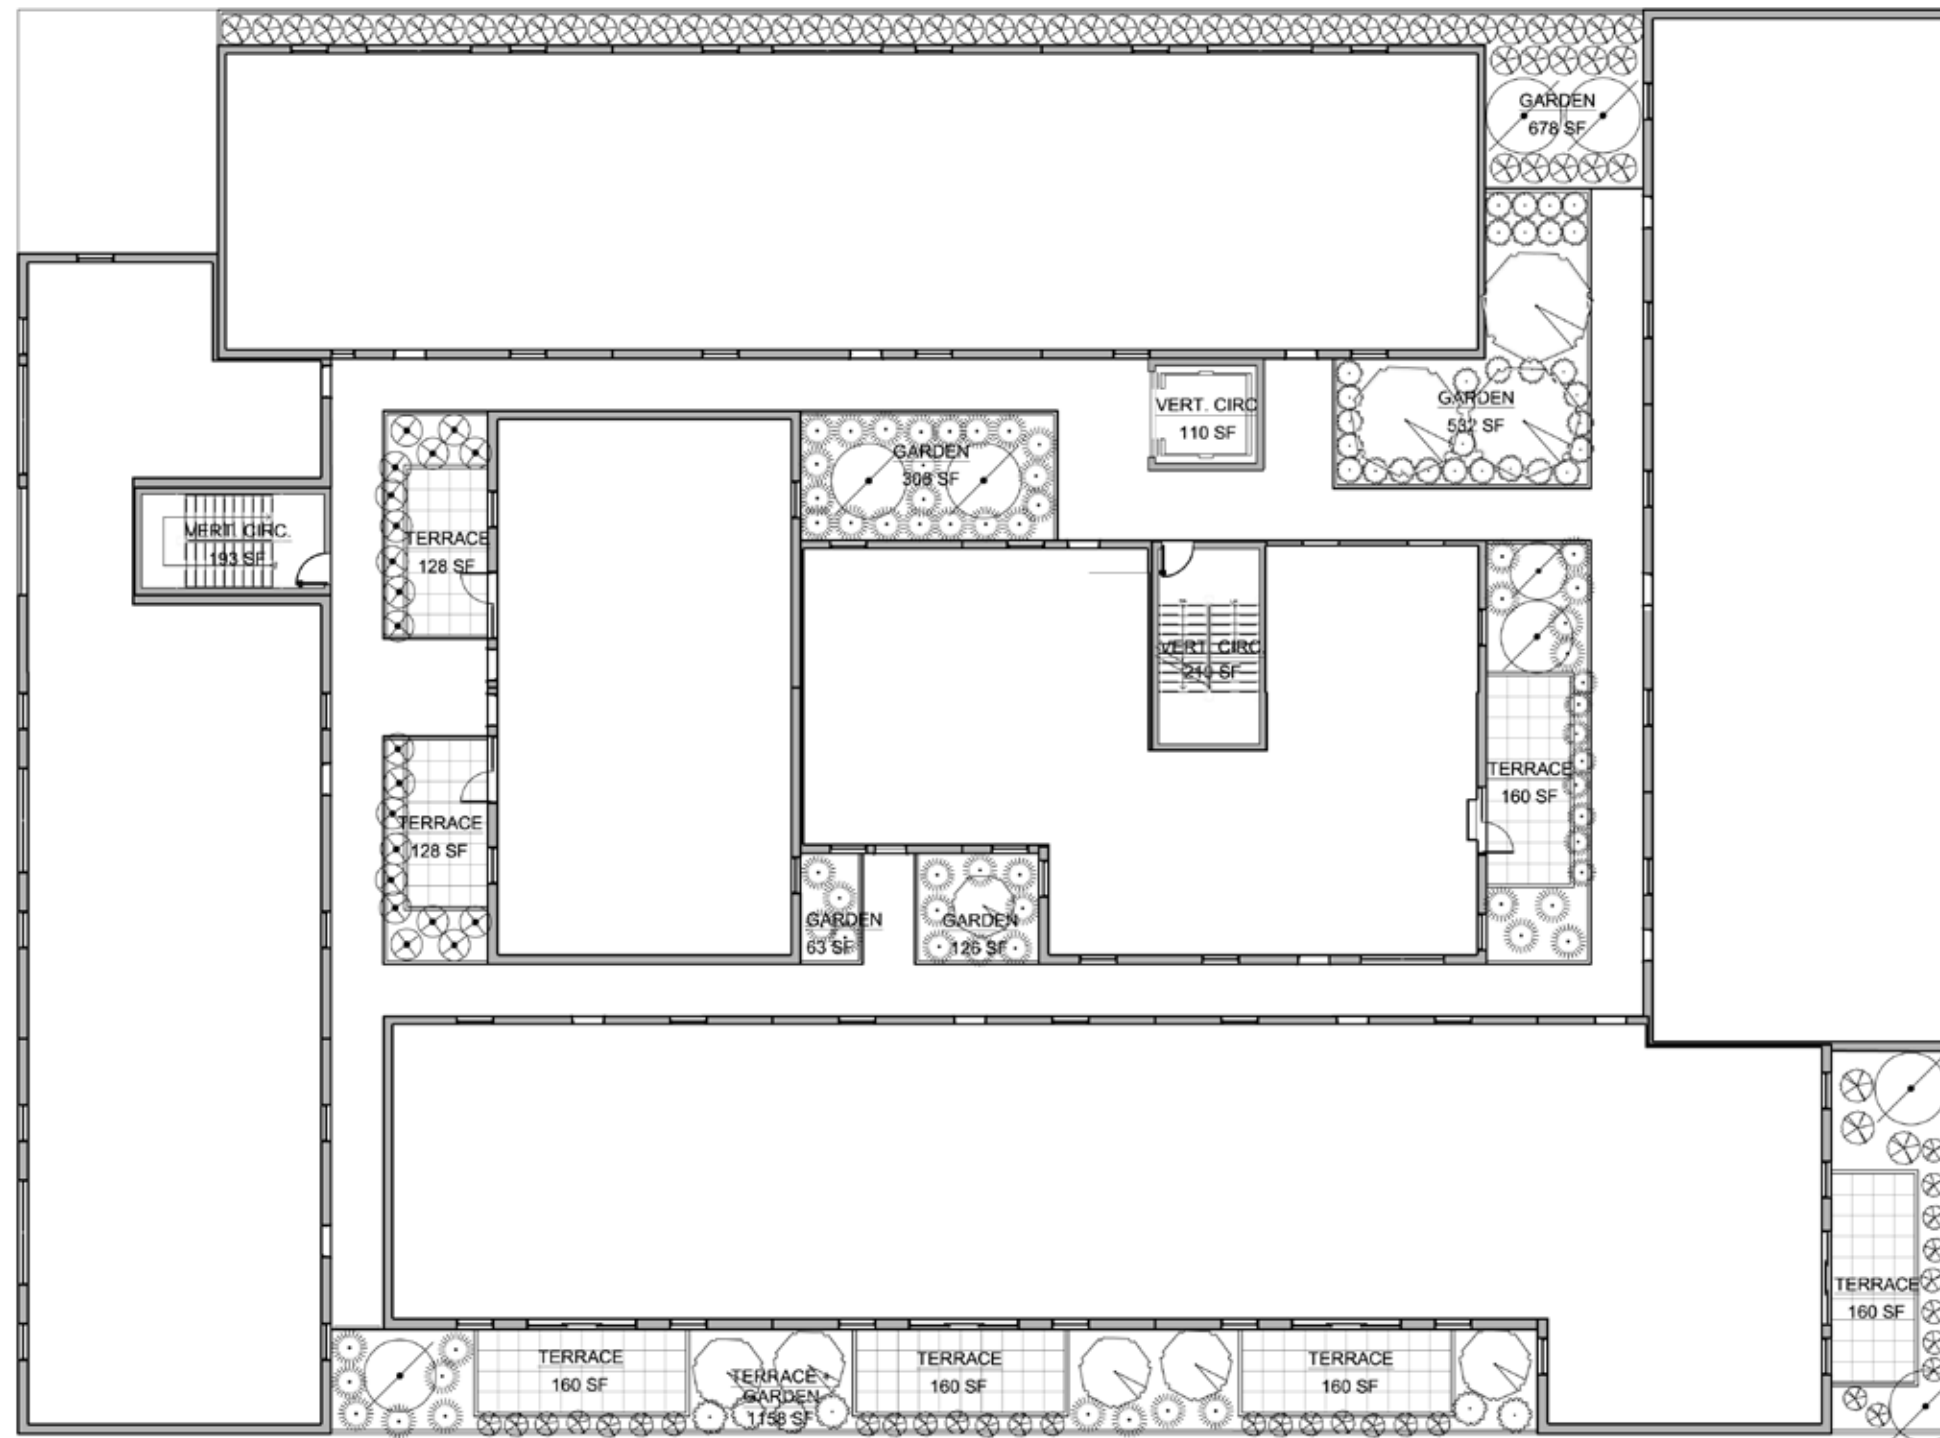 GARDEN
678 SF
VERT. CIRC
110 SF
GARDEN
532 SF
GARDEN
308 SF
VERT. CIRC.
193 SF
TERRACE
128 SF
VERT. CIRC.
210 SF
TERRACE
160 SF
TERRACE
128 SF
GARDEN
63 SF
GARDEN
126 SF
TERRACE
160 SF
TERRACE
160 SF
TERRACE
GARDEN
1158 SF
TERRACE
160 SF
TERRACE
160 SF